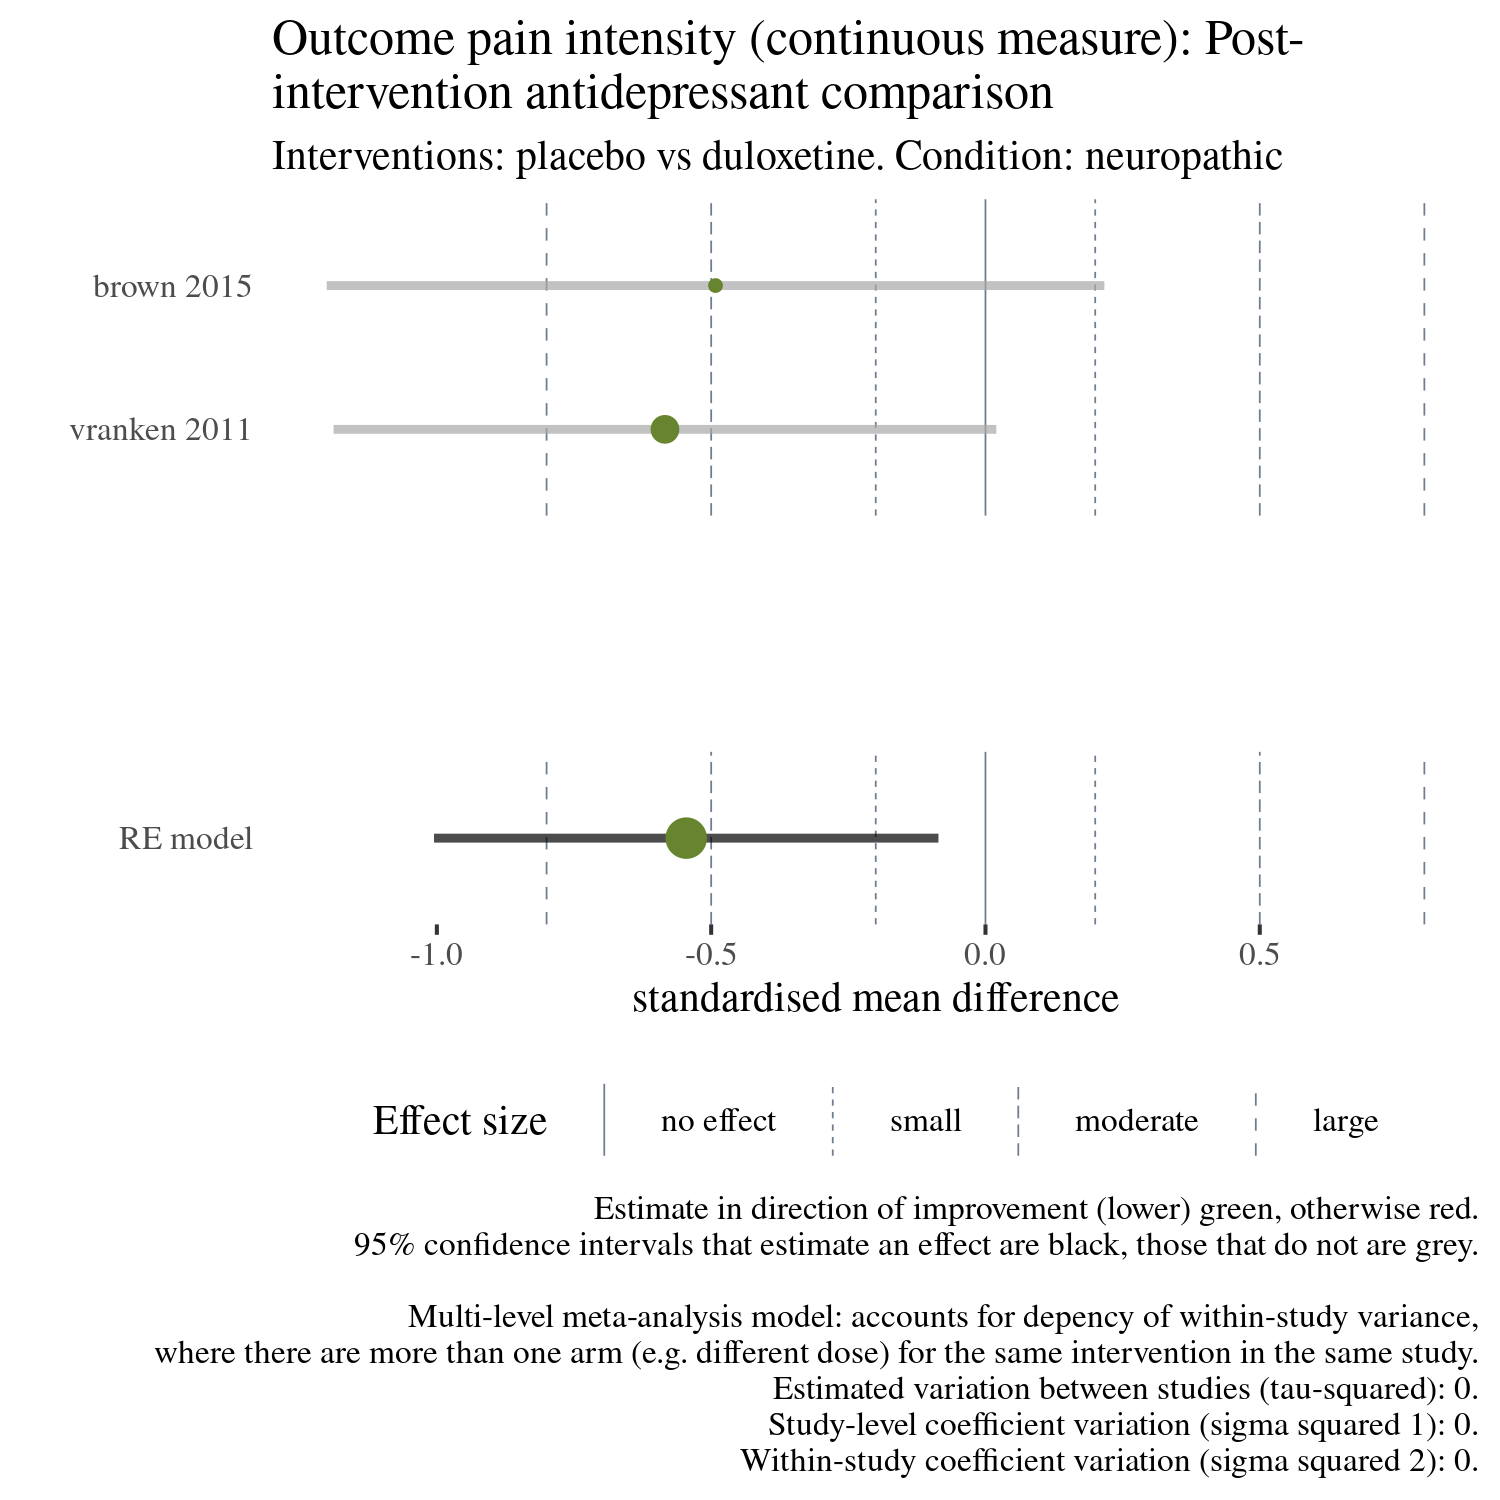 Outcome pain intensity (continuous measure): Post-
intervention antidepressant comparison
Interventions: placebo vs duloxetine. Condition: neuropathic
brown 2015
vranken 2011
RE model
-1.0 -0.5 0.0 0.5
standardised mean difference
Effect size no effect small moderate large
Estimate in direction of improvement (lower) green, otherwise red.
95% confidence intervals that estimate an effect are black, those that do not are grey.
Multi-level meta-analysis model: accounts for depency of within-study variance,
where there are more than one arm (e.g. different dose) for the same intervention in the same study.
Estimated variation between studies (tau-squared): 0.
Study-level coefficient variation (sigma squared 1): 0.
Within-study coefficient variation (sigma squared 2): 0.